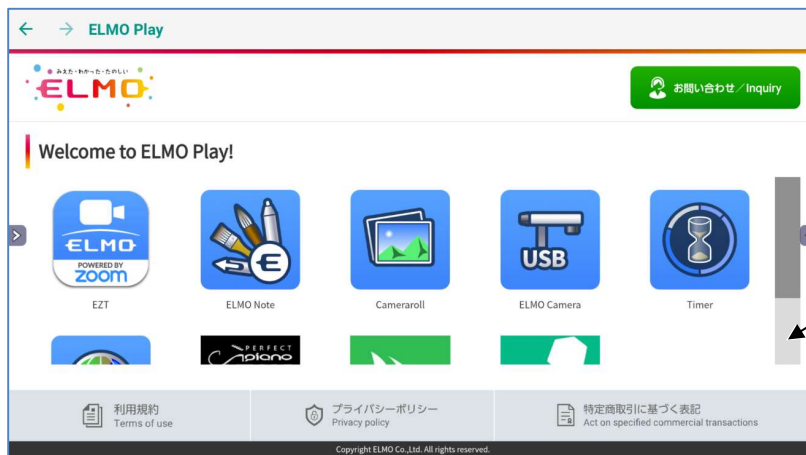 ELMO Play
みえた・わかった・たのしい
ELMO
お問い合わせ/Inquiry
Welcome to ELMO Play!
ELMO
POWERED BY
ZOOM
E
USB
EZT
ELMO Note
Cameraroll
ELMO Camera
Timer
PERFECT
piano
利用規約
Terms of use
プライバシーポリシー
Privacy policy
特定商取引に基づく表記
Act on specified commercial transactions
Copyright ELMO Co.,Ltd. All rights reserved.